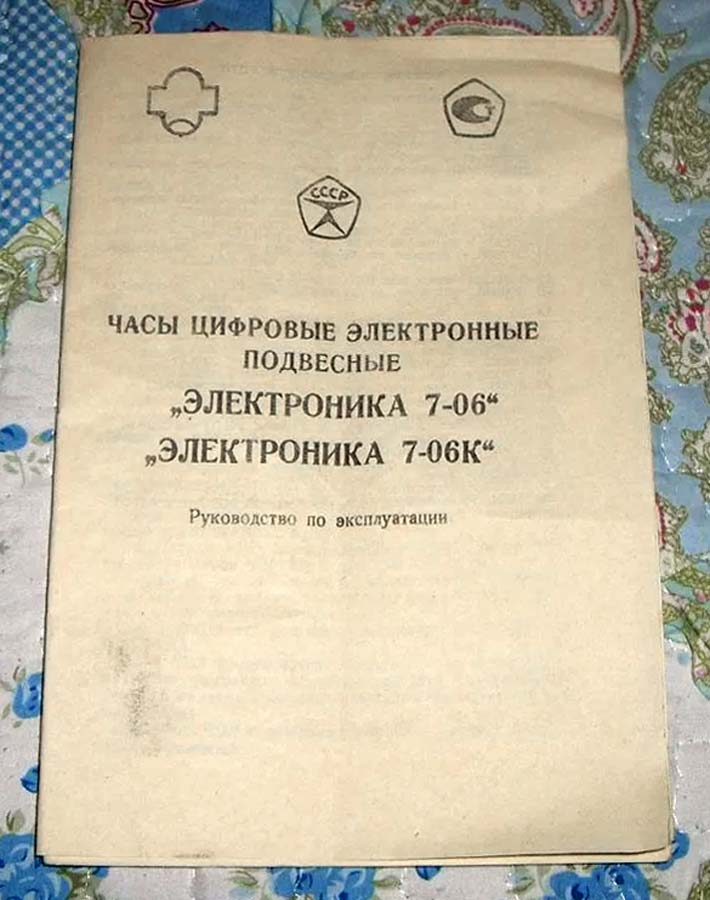 СССР
ЧАСЫ ЦИФРОВЫЕ ЭЛЕКТРОННЫЕ
ПОДВЕСНЫЕ
„ЭЛЕКТРОНИКА 7-06“
„ЭЛЕКТРОНИКА 7-06К“
Руководство по эксплуатации